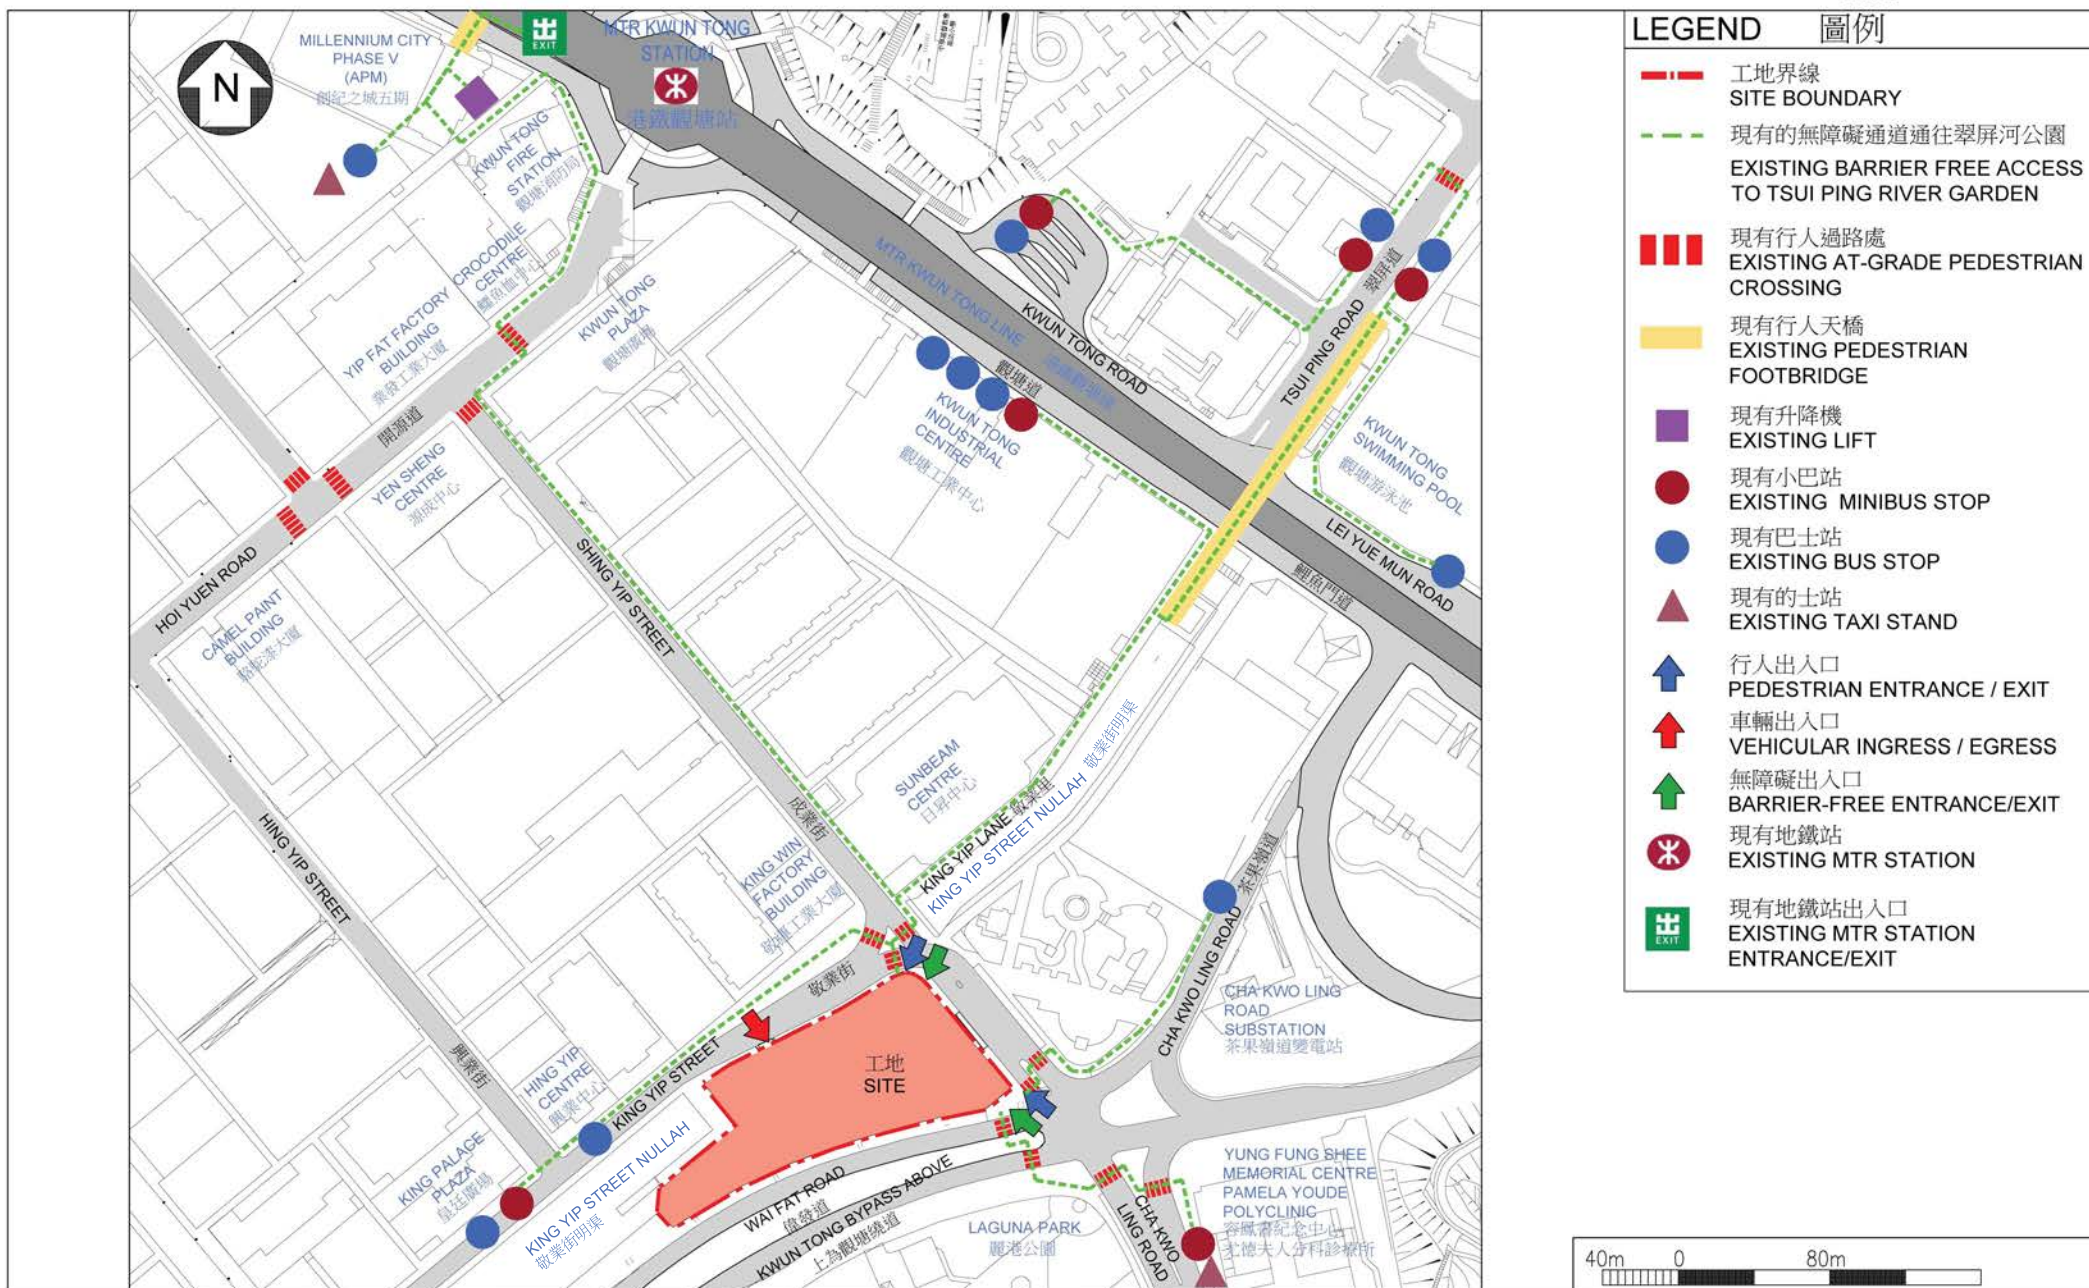 MILLENNIUM CITY
PHASE V
(APM)
創紀之城五期
N
出
EXIT
MTR KWUN TONG
STATION
港鐵觀塘站
KWUN TONG
FIRE
STATION
觀塘消防局
CROCODILE
CENTRE
鱷魚恤中心
YIP FAT FACTORY
BUILDING
業發工業大廈
KWUN TONG
PLAZA
觀塘廣場
開源道
YEN SHENG
CENTRE
源成中心
HOI YUEN ROAD
CAMEL PAINT
BUILDING
駱駝漆大廈
SHING YIP STREET
成業街
MTR KWUN TONG LINE
港鐵觀塘綫
KWUN TONG ROAD
觀塘道
KWUN TONG
INDUSTRIAL
CENTRE
觀塘工業中心
TSUI PING ROAD
翠屏道
KWUN TONG
SWIMMING POOL
觀塘游泳池
LEI YUE MUN ROAD
鯉魚門道
SUNBEAM
CENTRE
日昇中心
KING YIP LANE 敬業里
KING YIP STREET NULLAH 敬業街明渠
KING WIN
FACTORY
BUILDING
敬運工業大廈
HING YIP STREET
興業街
敬業街
KING YIP STREET
HING YIP
CENTRE
興業中心
KING PALACE
PLAZA
皇廷廣場
KING YIP STREET NULLAH
敬業街明渠
工地
SITE
WAI FAT ROAD
偉發道
KWUN TONG BYPASS ABOVE
上為觀塘繞道
CHA KWO LING ROAD 茶果嶺道
CHA KWO LING
ROAD
SUBSTATION
茶果嶺道變電站
YUNG FUNG SHEE
MEMORIAL CENTRE
PAMELA YOUDE
POLYCLINIC
容鳳書紀念中心
尤德夫人分科診療所
LAGUNA PARK
麗港公園
CHA KWO
LING ROAD
LEGEND 圖例
工地界線
SITE BOUNDARY
現有的無障礙通道通往翠屏河公園
EXISTING BARRIER FREE ACCESS
TO TSUI PING RIVER GARDEN
現有行人過路處
EXISTING AT-GRADE PEDESTRIAN
CROSSING
現有行人天橋
EXISTING PEDESTRIAN
FOOTBRIDGE
現有升降機
EXISTING LIFT
現有小巴站
EXISTING MINIBUS STOP
現有巴士站
EXISTING BUS STOP
現有的士站
EXISTING TAXI STAND
行人出入口
PEDESTRIAN ENTRANCE / EXIT
車輛出入口
VEHICULAR INGRESS / EGRESS
無障礙出入口
BARRIER-FREE ENTRANCE/EXIT
現有地鐵站
EXISTING MTR STATION
出
EXIT
現有地鐵站出入口
EXISTING MTR STATION
ENTRANCE/EXIT
40m 0 80m